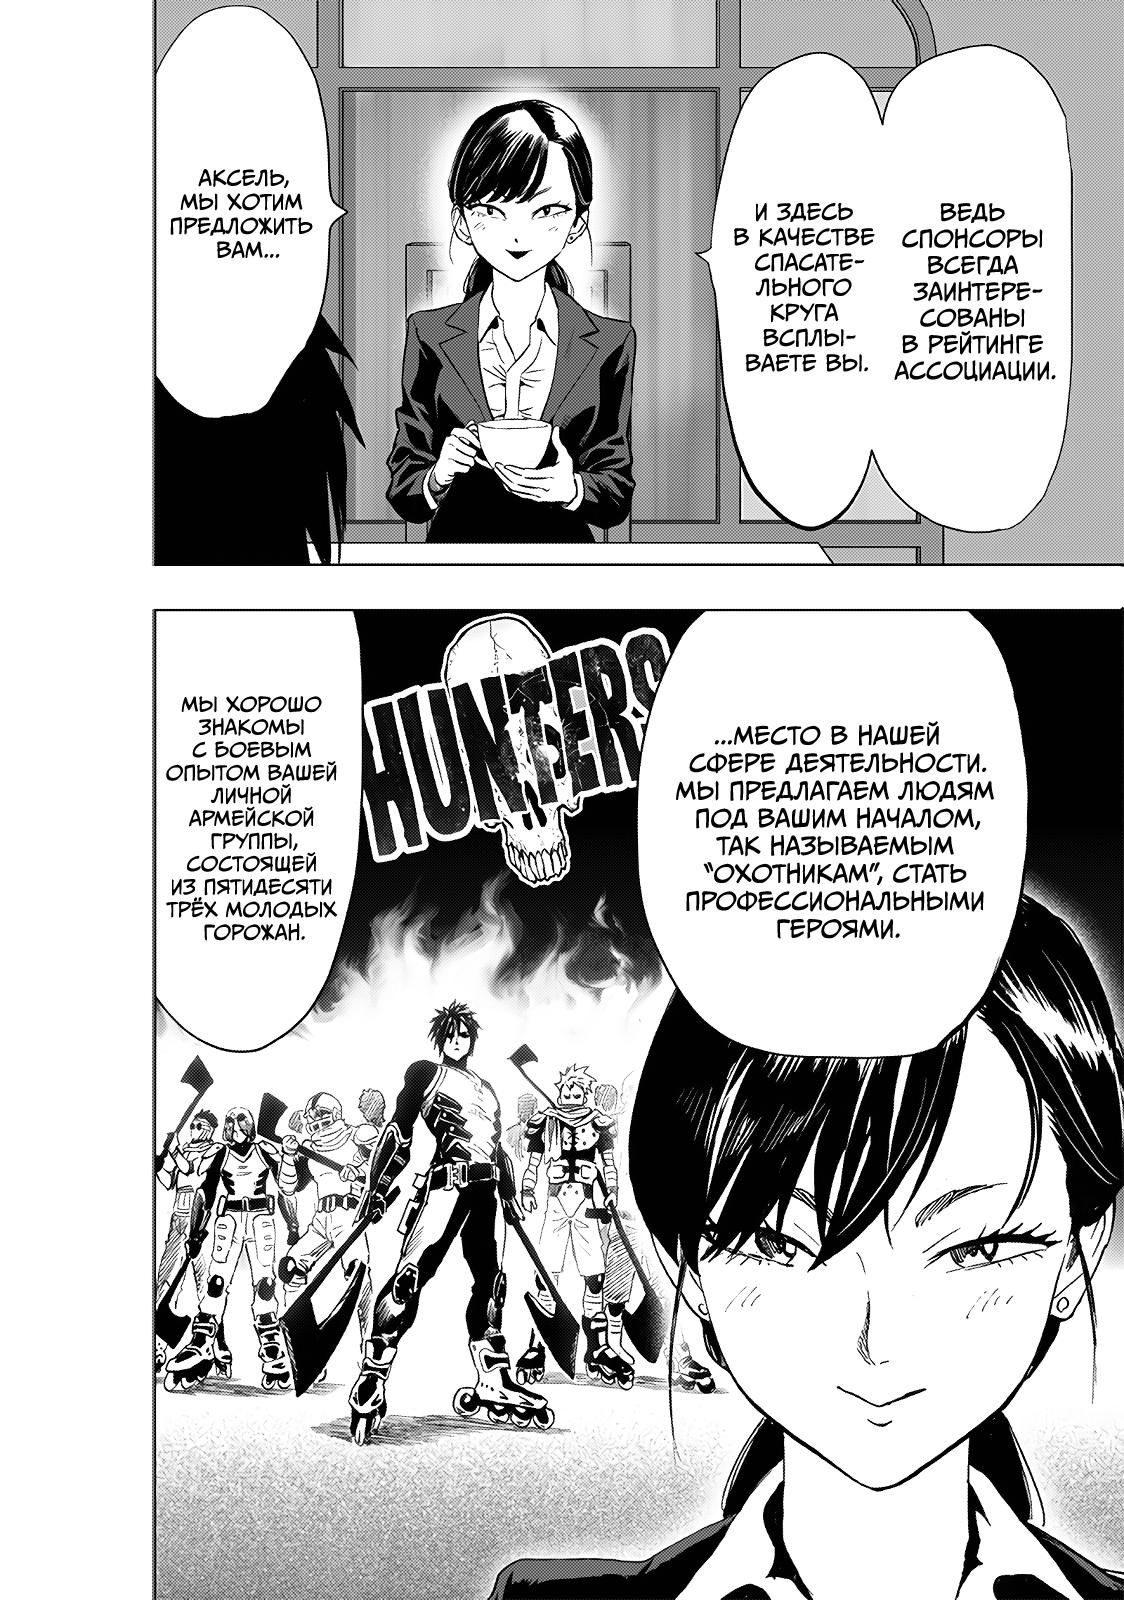 ВЕДЬ
СПОНСОРЫ
ВСЕГДА
ЗАИНТЕРЕ-
СОВАНЫ
В РЕЙТИНГЕ
АССОЦИАЦИИ.
И ЗДЕСЬ
В КАЧЕСТВЕ
СПАСАТЕ-
ЛЬНОГО
КРУГА
ВСПЛЫ-
ВАЕТЕ ВЫ.
АКСЕЛЬ,
МЫ ХОТИМ
ПРЕДЛОЖИТЬ
ВАМ...
...МЕСТО В НАШЕЙ
СФЕРЕ ДЕЯТЕЛЬНОСТИ.
МЫ ПРЕДЛАГАЕМ ЛЮДЯМ
ПОД ВАШИМ НАЧАЛОМ,
ТАК НАЗЫВАЕМЫМ
"ОХОТНИКАМ", СТАТЬ
ПРОФЕССИОНАЛЬНЫМИ
ГЕРОЯМИ.
HUNTERS
МЫ ХОРОШО
ЗНАКОМЫ
С БОЕВЫМ
ОПЫТОМ ВАШЕЙ
ЛИЧНОЙ
АРМЕЙСКОЙ
ГРУППЫ,
СОСТОЯЩЕЙ
ИЗ ПЯТИДЕСЯТИ
ТРЁХ МОЛОДЫХ
ГОРОЖАН.